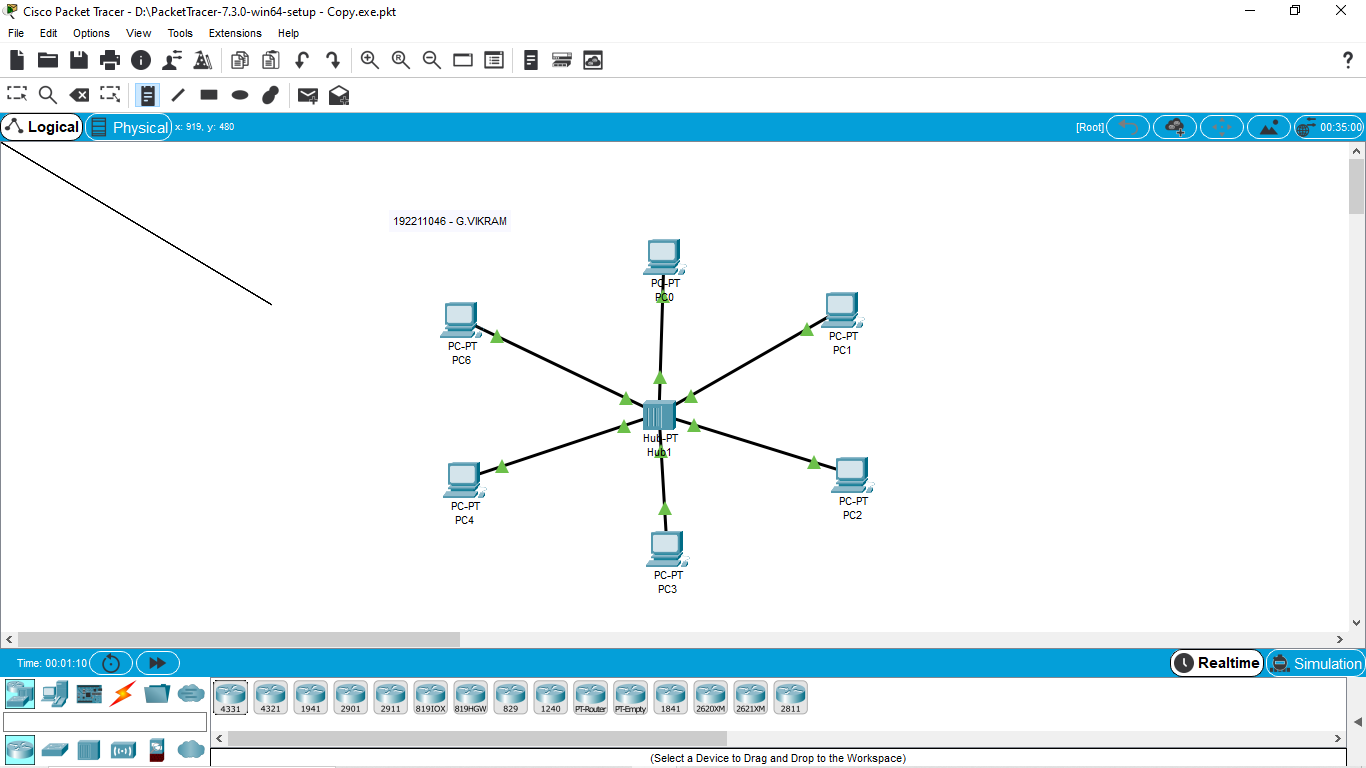 Cisco Packet Tracer - D:\PacketTracer-7.3.0-win64-setup - Copy.exe.pkt
File Edit Options View Tools Extensions Help
?
Logical Physical x: 919, y: 480 [Root] 00:35:00
192211046 - G.VIKRAM
PC-PT
PC0
PC-PT
PC1
PC-PT
PC6
Hub-PT
Hub1
PC-PT
PC2
PC-PT
PC4
PC-PT
PC3
Time: 00:01:10 Realtime Simulation
4331 4321 1941 2901 2911 819IOX 819HGW 829 1240 PT-Router PT-Empty 1841 2620XM 2621XM 2811
(Select a Device to Drag and Drop to the Workspace)